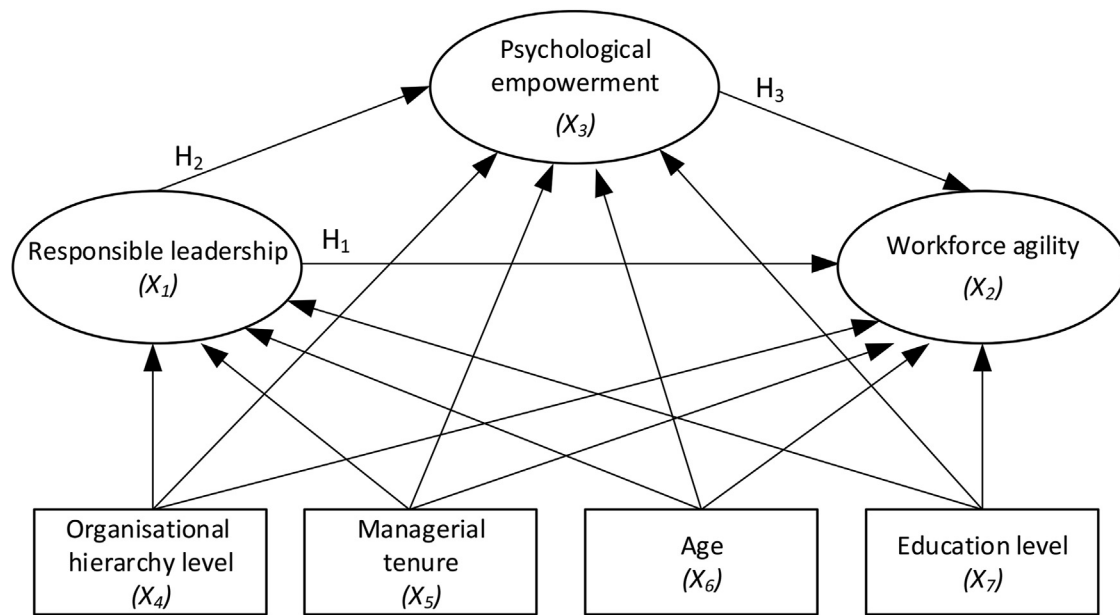 Psychological
empowerment
(X₃)
H₂
H₃
Responsible leadership
(X₁)
H₁
Workforce agility
(X₂)
Organisational
hierarchy level
(X₄)
Managerial
tenure
(X₅)
Age
(X₆)
Education level
(X₇)